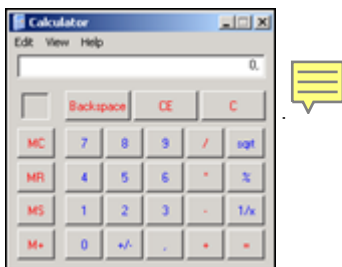 Calculator
Edit View Help
0.
Backspace CE C
MC 7 8 9 / sqrt
MR 4 5 6 * %
MS 1 2 3 - 1/x
M+ 0 +/- , + =
.